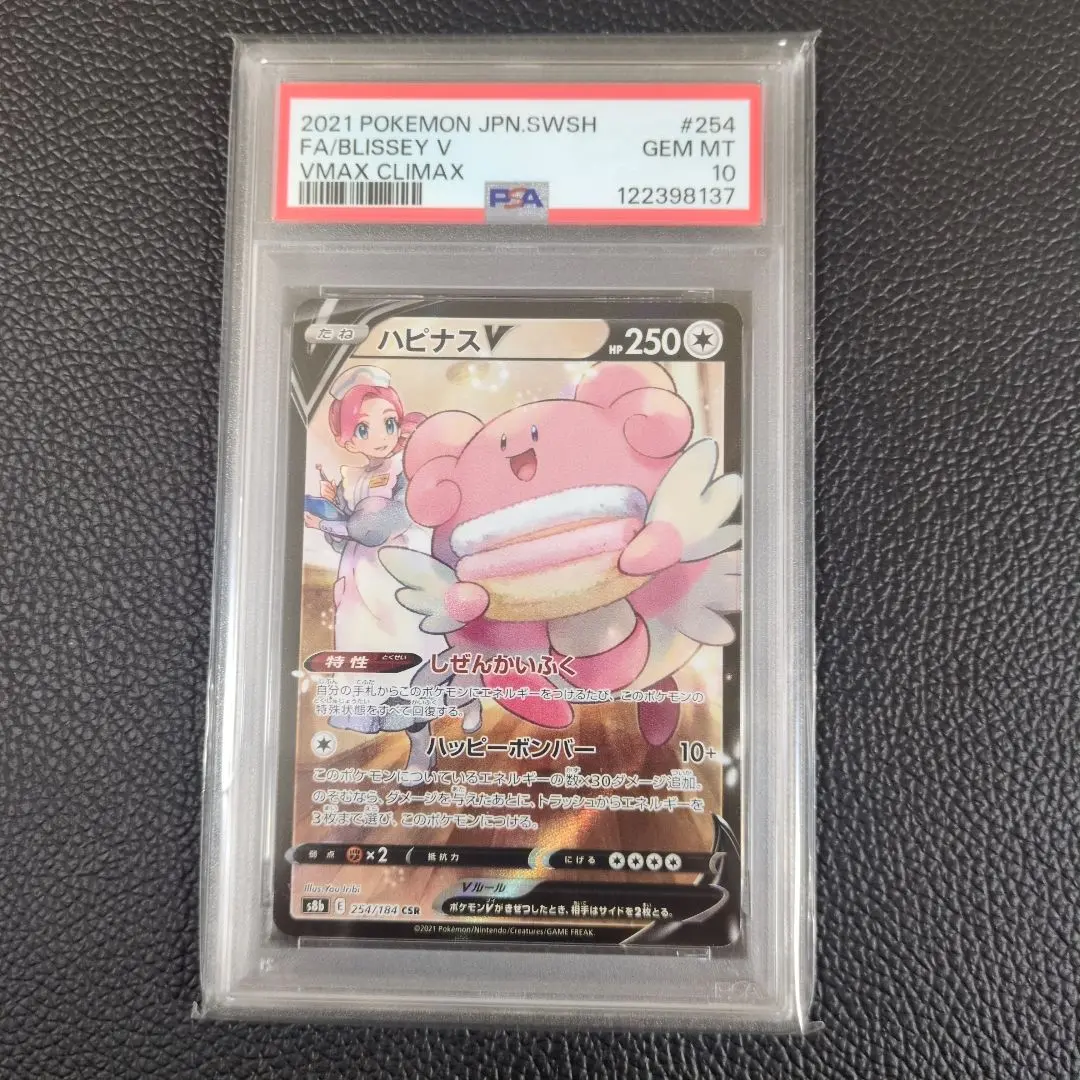 2021 POKEMON JPN.SWSH #254
FA/BLISSEY V GEM MT
VMAX CLIMAX 10
PSA 122398137
たね ハピナスV HP 250
特性 とくせい しぜんかいふく
自分の手札からこのポケモンにエネルギーをつけるたび、このポケモンの
特殊状態をすべて回復する。
ハッピーボンバー 10+
このポケモンについているエネルギーの数×30ダメージ追加。
のぞむなら、ダメージを与えたあとに、トラッシュからエネルギーを
3枚まで選び、このポケモンにつける。
弱点 ×2 抵抗力 にげる
Illus. You Iribi Vルール
s8b E 254/184 CSR ポケモンVがきぜつしたとき、相手はサイドを2枚とる。
©2021 Pokémon/Nintendo/Creatures/GAME FREAK.